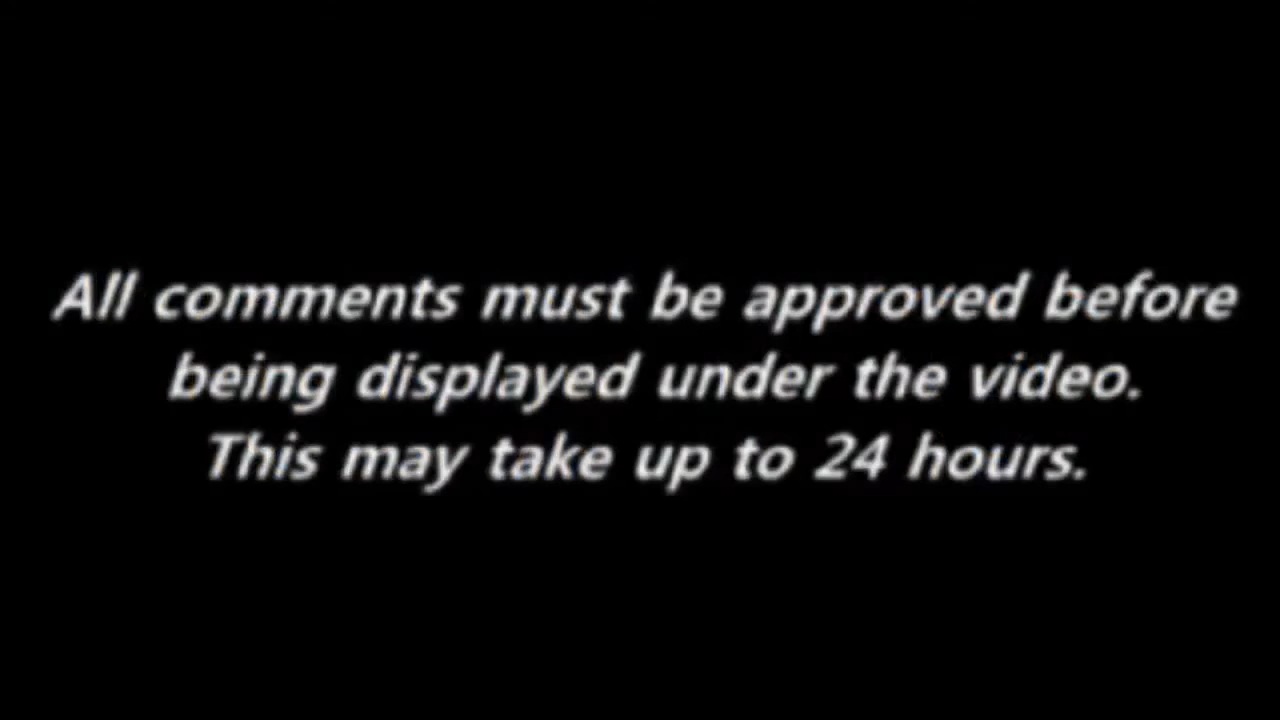 All comments must be approved before
being displayed under the video.
This may take up to 24 hours.